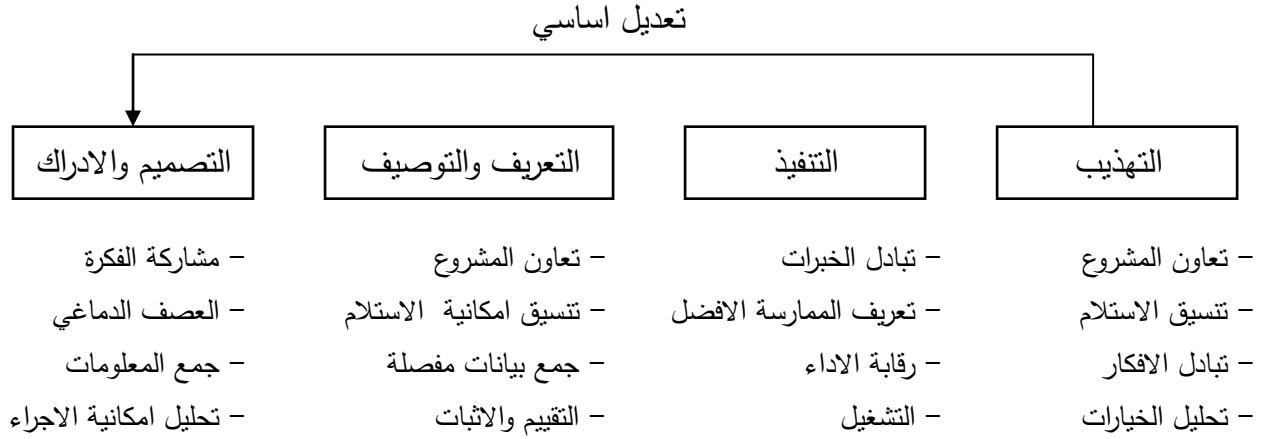 تعديل اساسي
التهذيب
التنفيذ
التعريف والتوصيف
التصميم والادراك
– تعاون المشروع
– تنسيق الاستلام
– تبادل الافكار
– تحليل الخيارات
– تبادل الخبرات
– تعريف الممارسة الافضل
– رقابة الاداء
– التشغيل
– تعاون المشروع
– تنسيق امكانية الاستلام
– جمع بيانات مفصلة
– التقييم والاثبات
– مشاركة الفكرة
– العصف الدماغي
– جمع المعلومات
– تحليل امكانية الاجراء